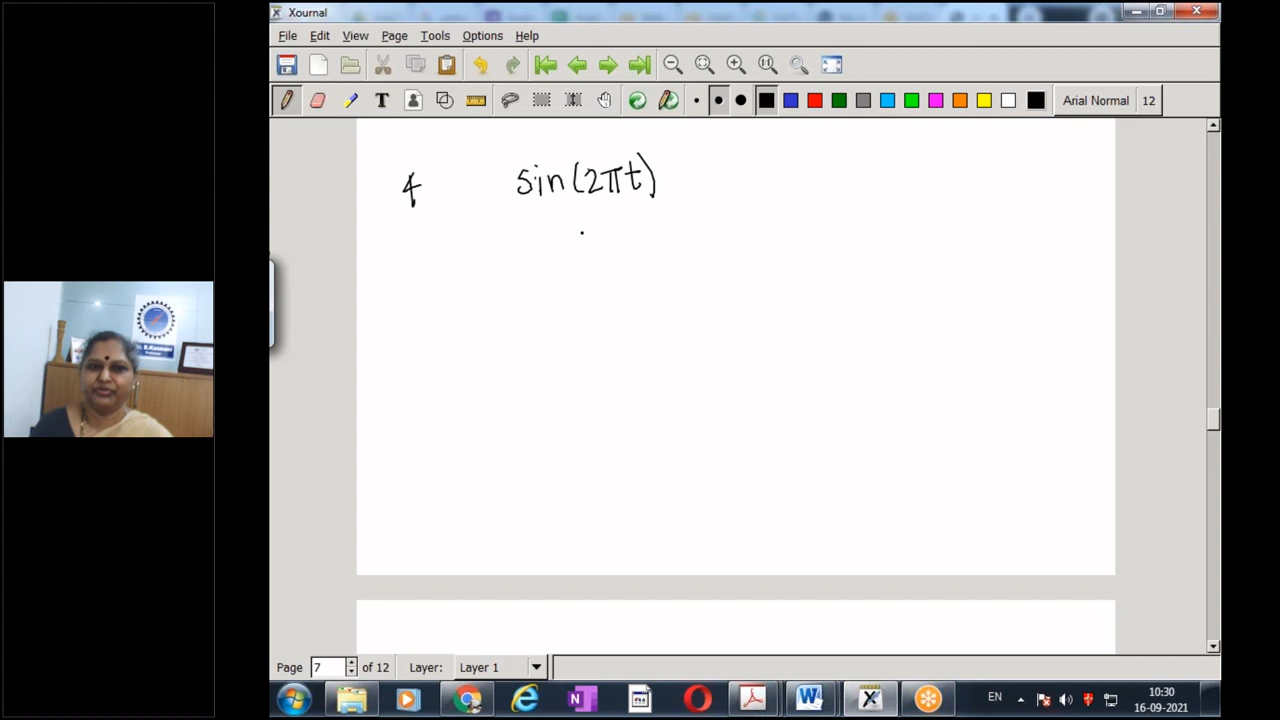 Xournal
File Edit View Page Tools Options Help
Arial Normal 12
4 sin(2πt)
Professor
Page 7 of 12 Layer: Layer 1
EN 10:30
16-09-2021